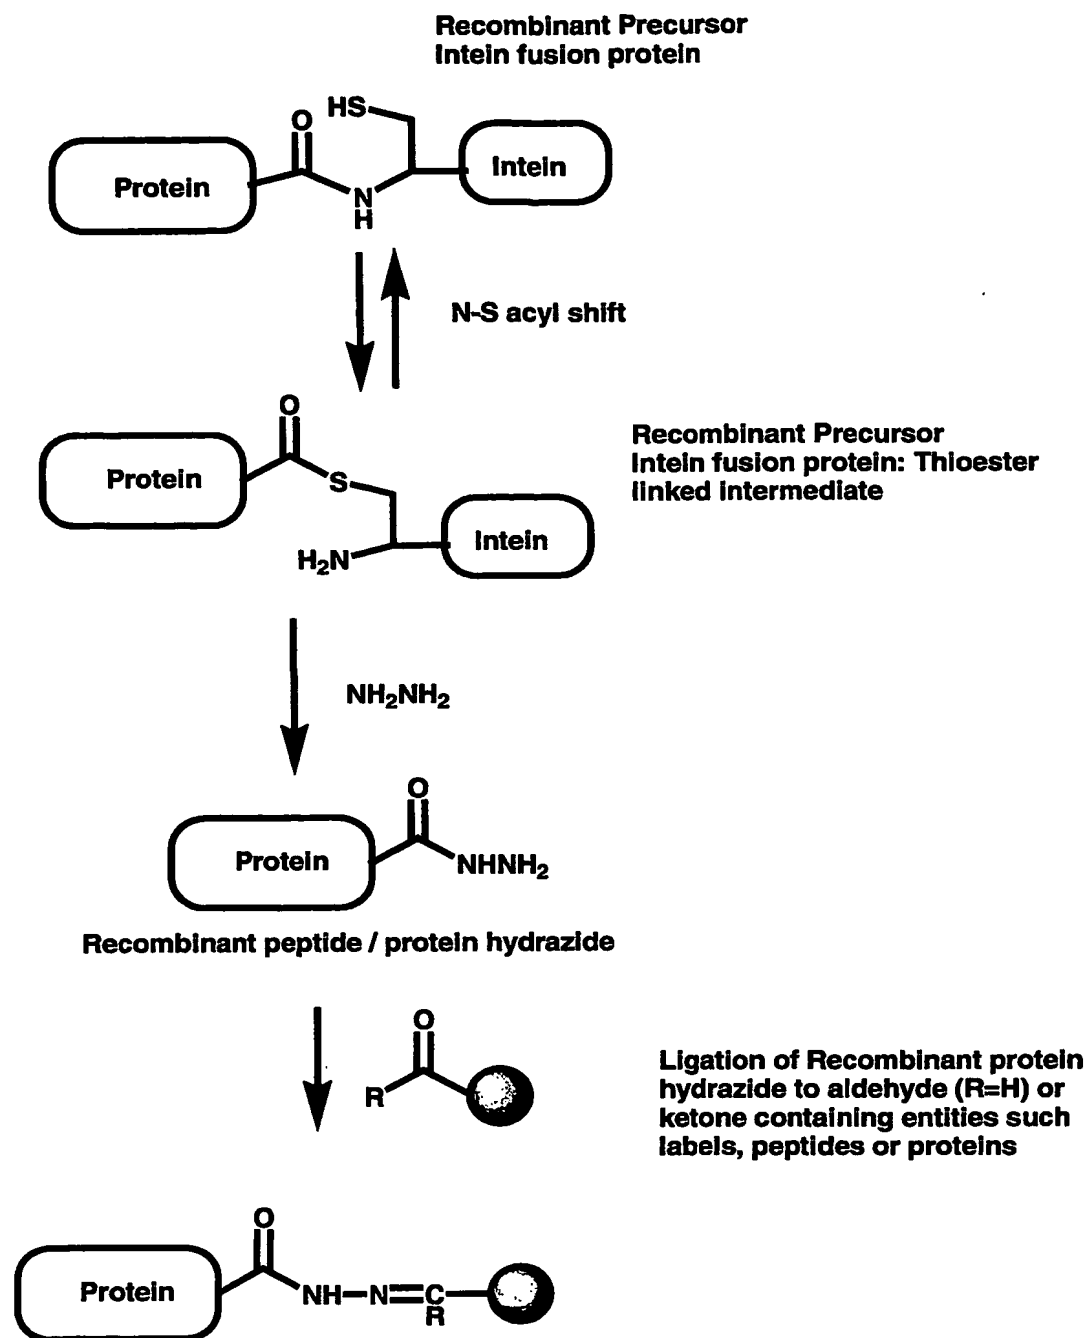 Recombinant Precursor
Intein fusion protein
HS
O
Protein
N
H
Intein
N-S acyl shift
O
Protein
S
H₂N
Intein
Recombinant Precursor
Intein fusion protein: Thioester
linked intermediate
NH₂NH₂
O
Protein
NHNH₂
Recombinant peptide / protein hydrazide
O
R
Ligation of Recombinant protein
hydrazide to aldehyde (R=H) or
ketone containing entities such
labels, peptides or proteins
O
Protein
NH–N=C
R